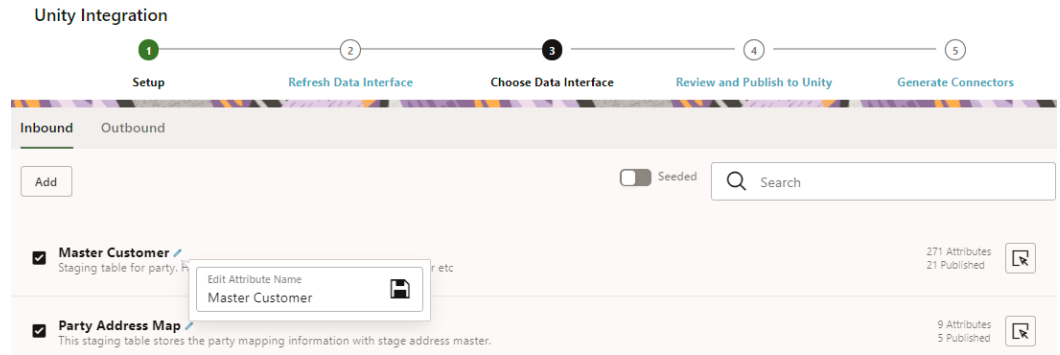 Unity Integration
1 2 3 4 5
Setup Refresh Data Interface Choose Data Interface Review and Publish to Unity Generate Connectors
Inbound Outbound
Add Seeded Search
Master Customer
271 Attributes
Staging table for party. r etc
21 Published
Edit Attribute Name
Master Customer
Party Address Map
9 Attributes
This staging table stores the party mapping information with stage address master.
5 Published